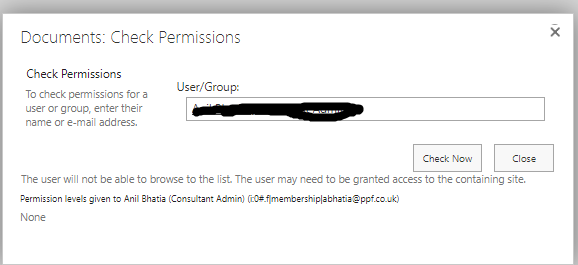 Documents: Check Permissions
Check Permissions
To check permissions for a
user or group, enter their
name or e-mail address.
User/Group:
Check Now
Close
The user will not be able to browse to the list. The user may need to be granted access to the containing site.
Permission levels given to Anil Bhatia (Consultant Admin) (i:0#.f|membership|abhatia@ppf.co.uk)
None